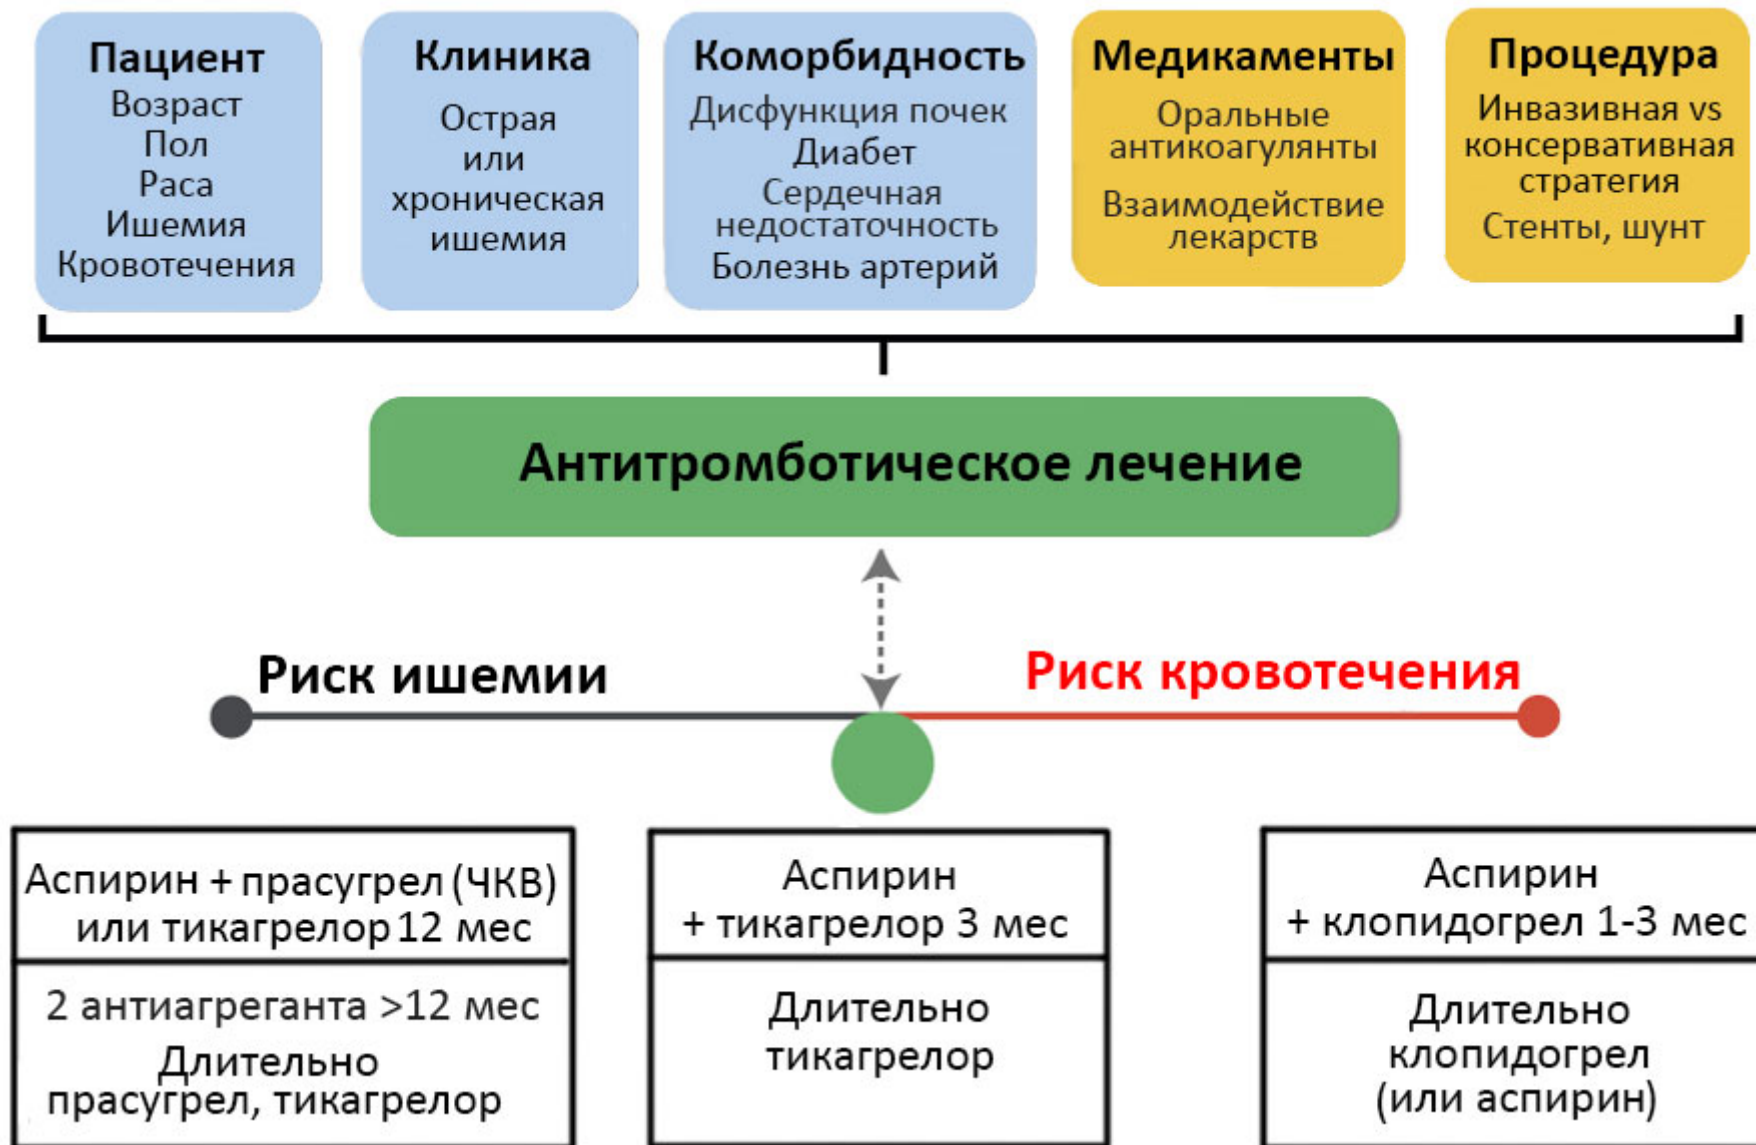 Пациент
Возраст
Пол
Раса
Ишемия
Кровотечения
Клиника
Острая
или
хроническая
ишемия
Коморбидность
Дисфункция почек
Диабет
Сердечная
недостаточность
Болезнь артерий
Медикаменты
Оральные
антикоагулянты
Взаимодействие
лекарств
Процедура
Инвазивная vs
консервативная
стратегия
Стенты, шунт
Антитромботическое лечение
Риск ишемии
Риск кровотечения
Аспирин + прасугрел (ЧКВ)
или тикагрелор 12 мес
2 антиагреганта >12 мес
Длительно
прасугрел, тикагрелор
Аспирин
+ тикагрелор 3 мес
Длительно
тикагрелор
Аспирин
+ клопидогрел 1-3 мес
Длительно
клопидогрел
(или аспирин)